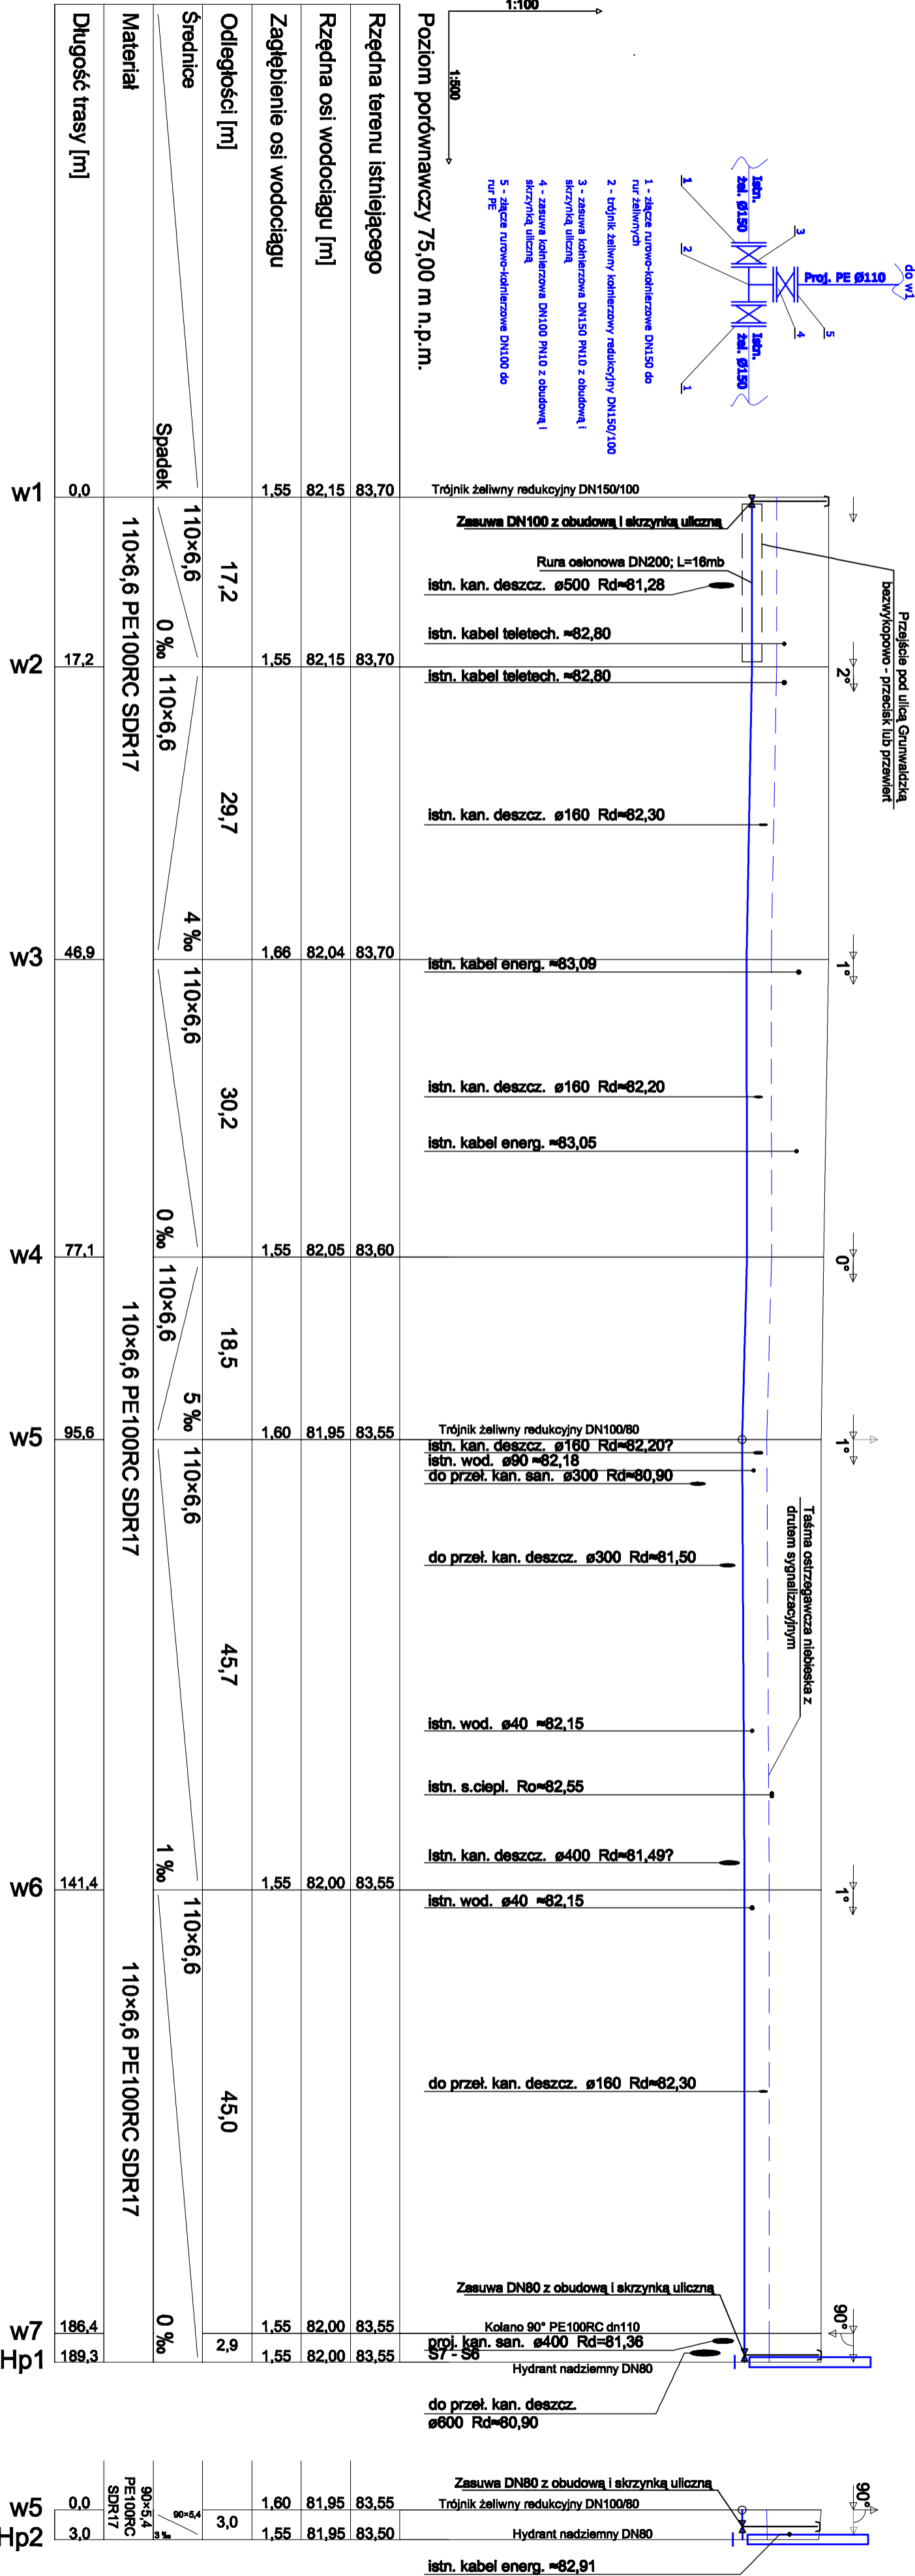 1:100
1:500
do w1
Proj. PE Ø110
Istn.
żel. Ø150
Istn.
żel. Ø150
1
2
3
4
5
1
1 - złącze rurowo-kołnierzowe DN150 do
rur żeliwnych
2 - trójnik żeliwny kołnierzowy redukcyjny DN150/100
3 - zasuwa kołnierzowa DN150 PN10 z obudową i
skrzynką uliczną
4 - zasuwa kołnierzowa DN100 PN10 z obudową i
skrzynką uliczną
5 - złącze rurowo-kołnierzowe DN100 do
rur PE
Poziom porównawczy 75,00 m n.p.m.
Rzędna terenu istniejącego
Rzędna osi wodociągu [m]
Zagłębienie osi wodociągu
Odległości [m]
Średnice
Spadek
Materiał
Długość trasy [m]
Przejście pod ulicą Grunwaldzką
bezwykopowo - przecisk lub przewiert
w1 0,0 1,55 82,15 83,70
Trójnik żeliwny redukcyjny DN150/100
Zasuwa DN100 z obudową i skrzynką uliczną
Rura osłonowa DN200; L=16mb
istn. kan. deszcz. ø500 Rd≈81,28
110×6,6 0 ‰ 17,2
110×6,6 PE100RC SDR17
istn. kabel teletech. ≈82,80
w2 17,2 1,55 82,15 83,70
2°
istn. kabel teletech. ≈82,80
110×6,6 4 ‰ 29,7
istn. kan. deszcz. ø160 Rd≈82,30
w3 46,9 1,66 82,04 83,70
1°
istn. kabel energ. ≈83,09
110×6,6 0 ‰ 30,2
istn. kan. deszcz. ø160 Rd≈82,20
istn. kabel energ. ≈83,05
w4 77,1 1,55 82,05 83,60
0°
110×6,6 5 ‰ 18,5
110×6,6 PE100RC SDR17
w5 95,6 1,60 81,95 83,55
1°
Trójnik żeliwny redukcyjny DN100/80
istn. kan. deszcz. ø160 Rd≈82,20?
istn. wod. ø90 ≈82,18
do przeł. kan. san. ø300 Rd≈80,90
Taśma ostrzegawcza niebieska z
drutem sygnalizacyjnym
do przeł. kan. deszcz. ø300 Rd≈81,50
110×6,6 1 ‰ 45,7
istn. wod. ø40 ≈82,15
istn. s.ciepl. Ro≈82,55
Istn. kan. deszcz. ø400 Rd≈81,49?
w6 141,4 1,55 82,00 83,55
1°
istn. wod. ø40 ≈82,15
110×6,6 0 ‰ 45,0
110×6,6 PE100RC SDR17
do przeł. kan. deszcz. ø160 Rd≈82,30
Zasuwa DN80 z obudową i skrzynką uliczną
w7 186,4 1,55 82,00 83,55
90°
Kolano 90° PE100RC dn110
proj. kan. san. ø400 Rd=81,36
S7 - S6
2,9
Hp1 189,3 1,55 82,00 83,55
Hydrant nadziemny DN80
do przeł. kan. deszcz.
ø600 Rd≈80,90
Zasuwa DN80 z obudową i skrzynką uliczną
w5 0,0 1,60 81,95 83,55
90°
Trójnik żeliwny redukcyjny DN100/80
90×5,4
PE100RC
SDR17
90×5,4 3 ‰ 3,0
Hp2 3,0 1,55 81,95 83,50
Hydrant nadziemny DN80
istn. kabel energ. ≈82,91